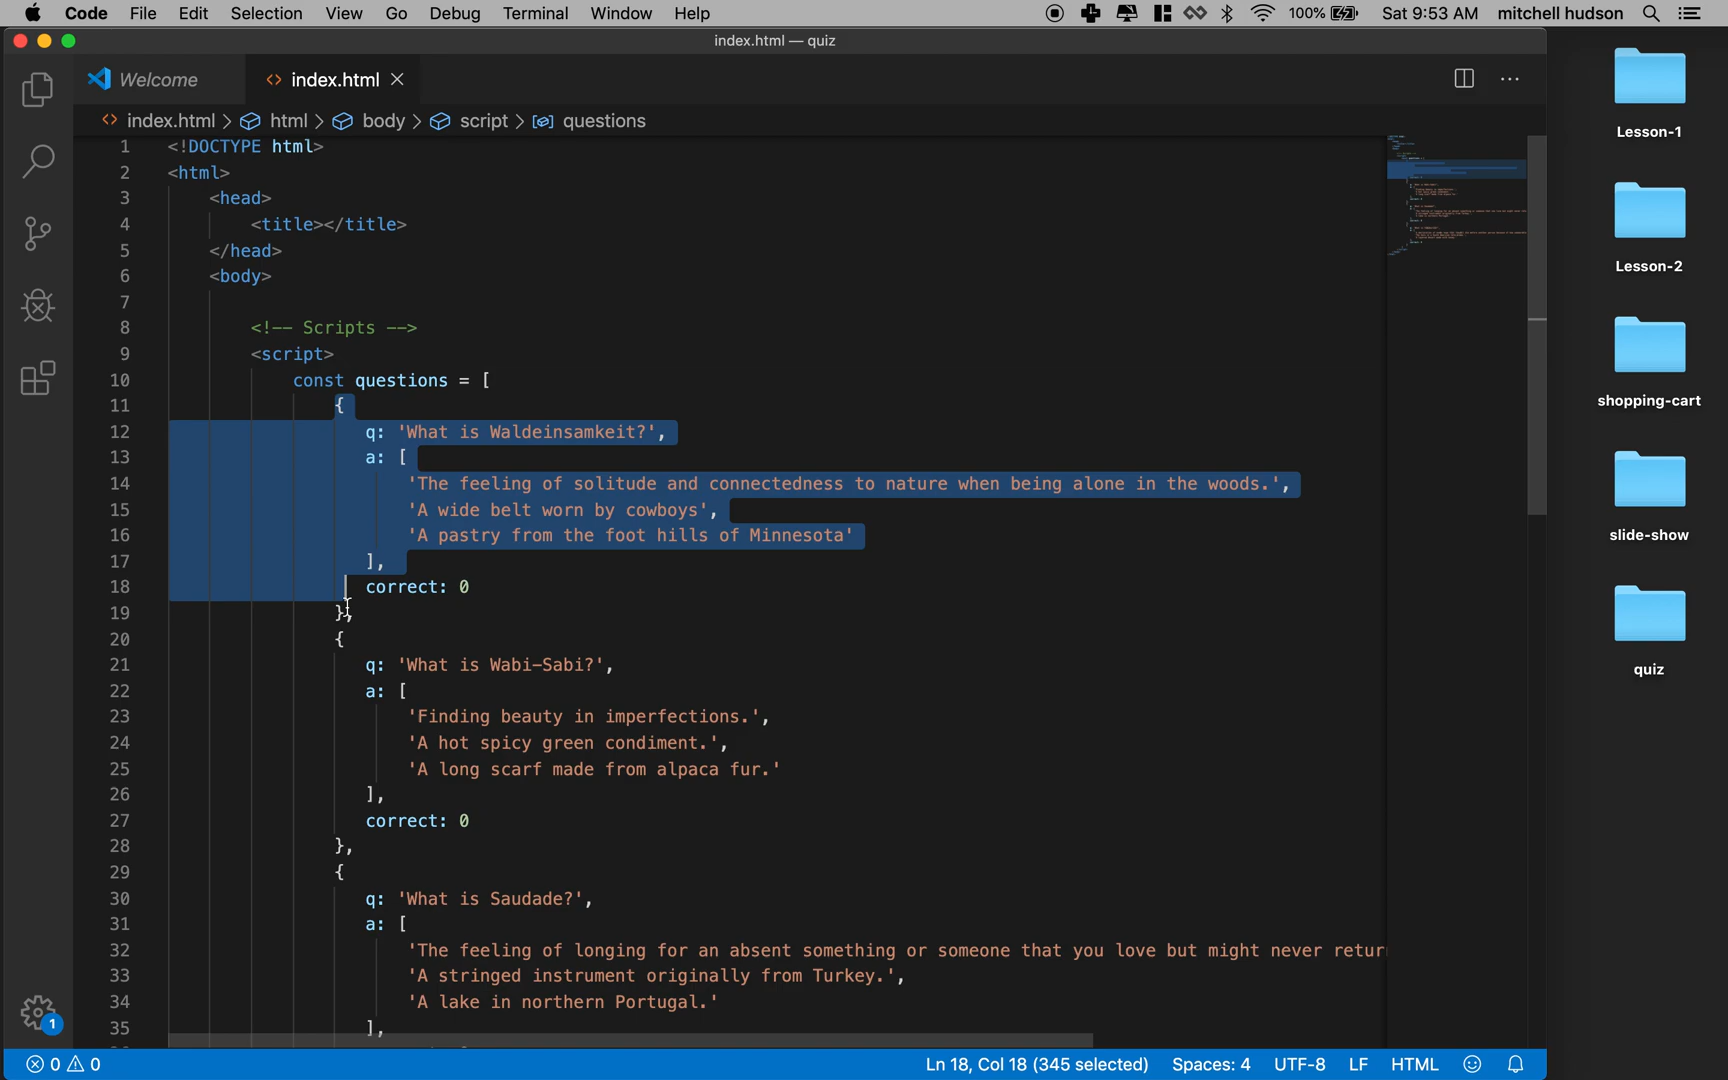 Code File Edit Selection View Go Debug Terminal Window Help 100% Sat 9:53 AM mitchell hudson
index.html — quiz
Welcome <> index.html
<> index.html > html > body > script > questions
1 <!DOCTYPE html>
2 <html>
3 <head>
4 <title></title>
5 </head>
6 <body>
7
8 <!-- Scripts -->
9 <script>
10 const questions = [
11 {
12 q: 'What is Waldeinsamkeit?',
13 a: [
14 'The feeling of solitude and connectedness to nature when being alone in the woods.',
15 'A wide belt worn by cowboys',
16 'A pastry from the foot hills of Minnesota'
17 ],
18 correct: 0
19 },
20 {
21 q: 'What is Wabi-Sabi?',
22 a: [
23 'Finding beauty in imperfections.',
24 'A hot spicy green condiment.',
25 'A long scarf made from alpaca fur.'
26 ],
27 correct: 0
28 },
29 {
30 q: 'What is Saudade?',
31 a: [
32 'The feeling of longing for an absent something or someone that you love but might never retur
33 'A stringed instrument originally from Turkey.',
34 'A lake in northern Portugal.'
35 ],
1
0 0 Ln 18, Col 18 (345 selected) Spaces: 4 UTF-8 LF HTML
Lesson-1
Lesson-2
shopping-cart
slide-show
quiz